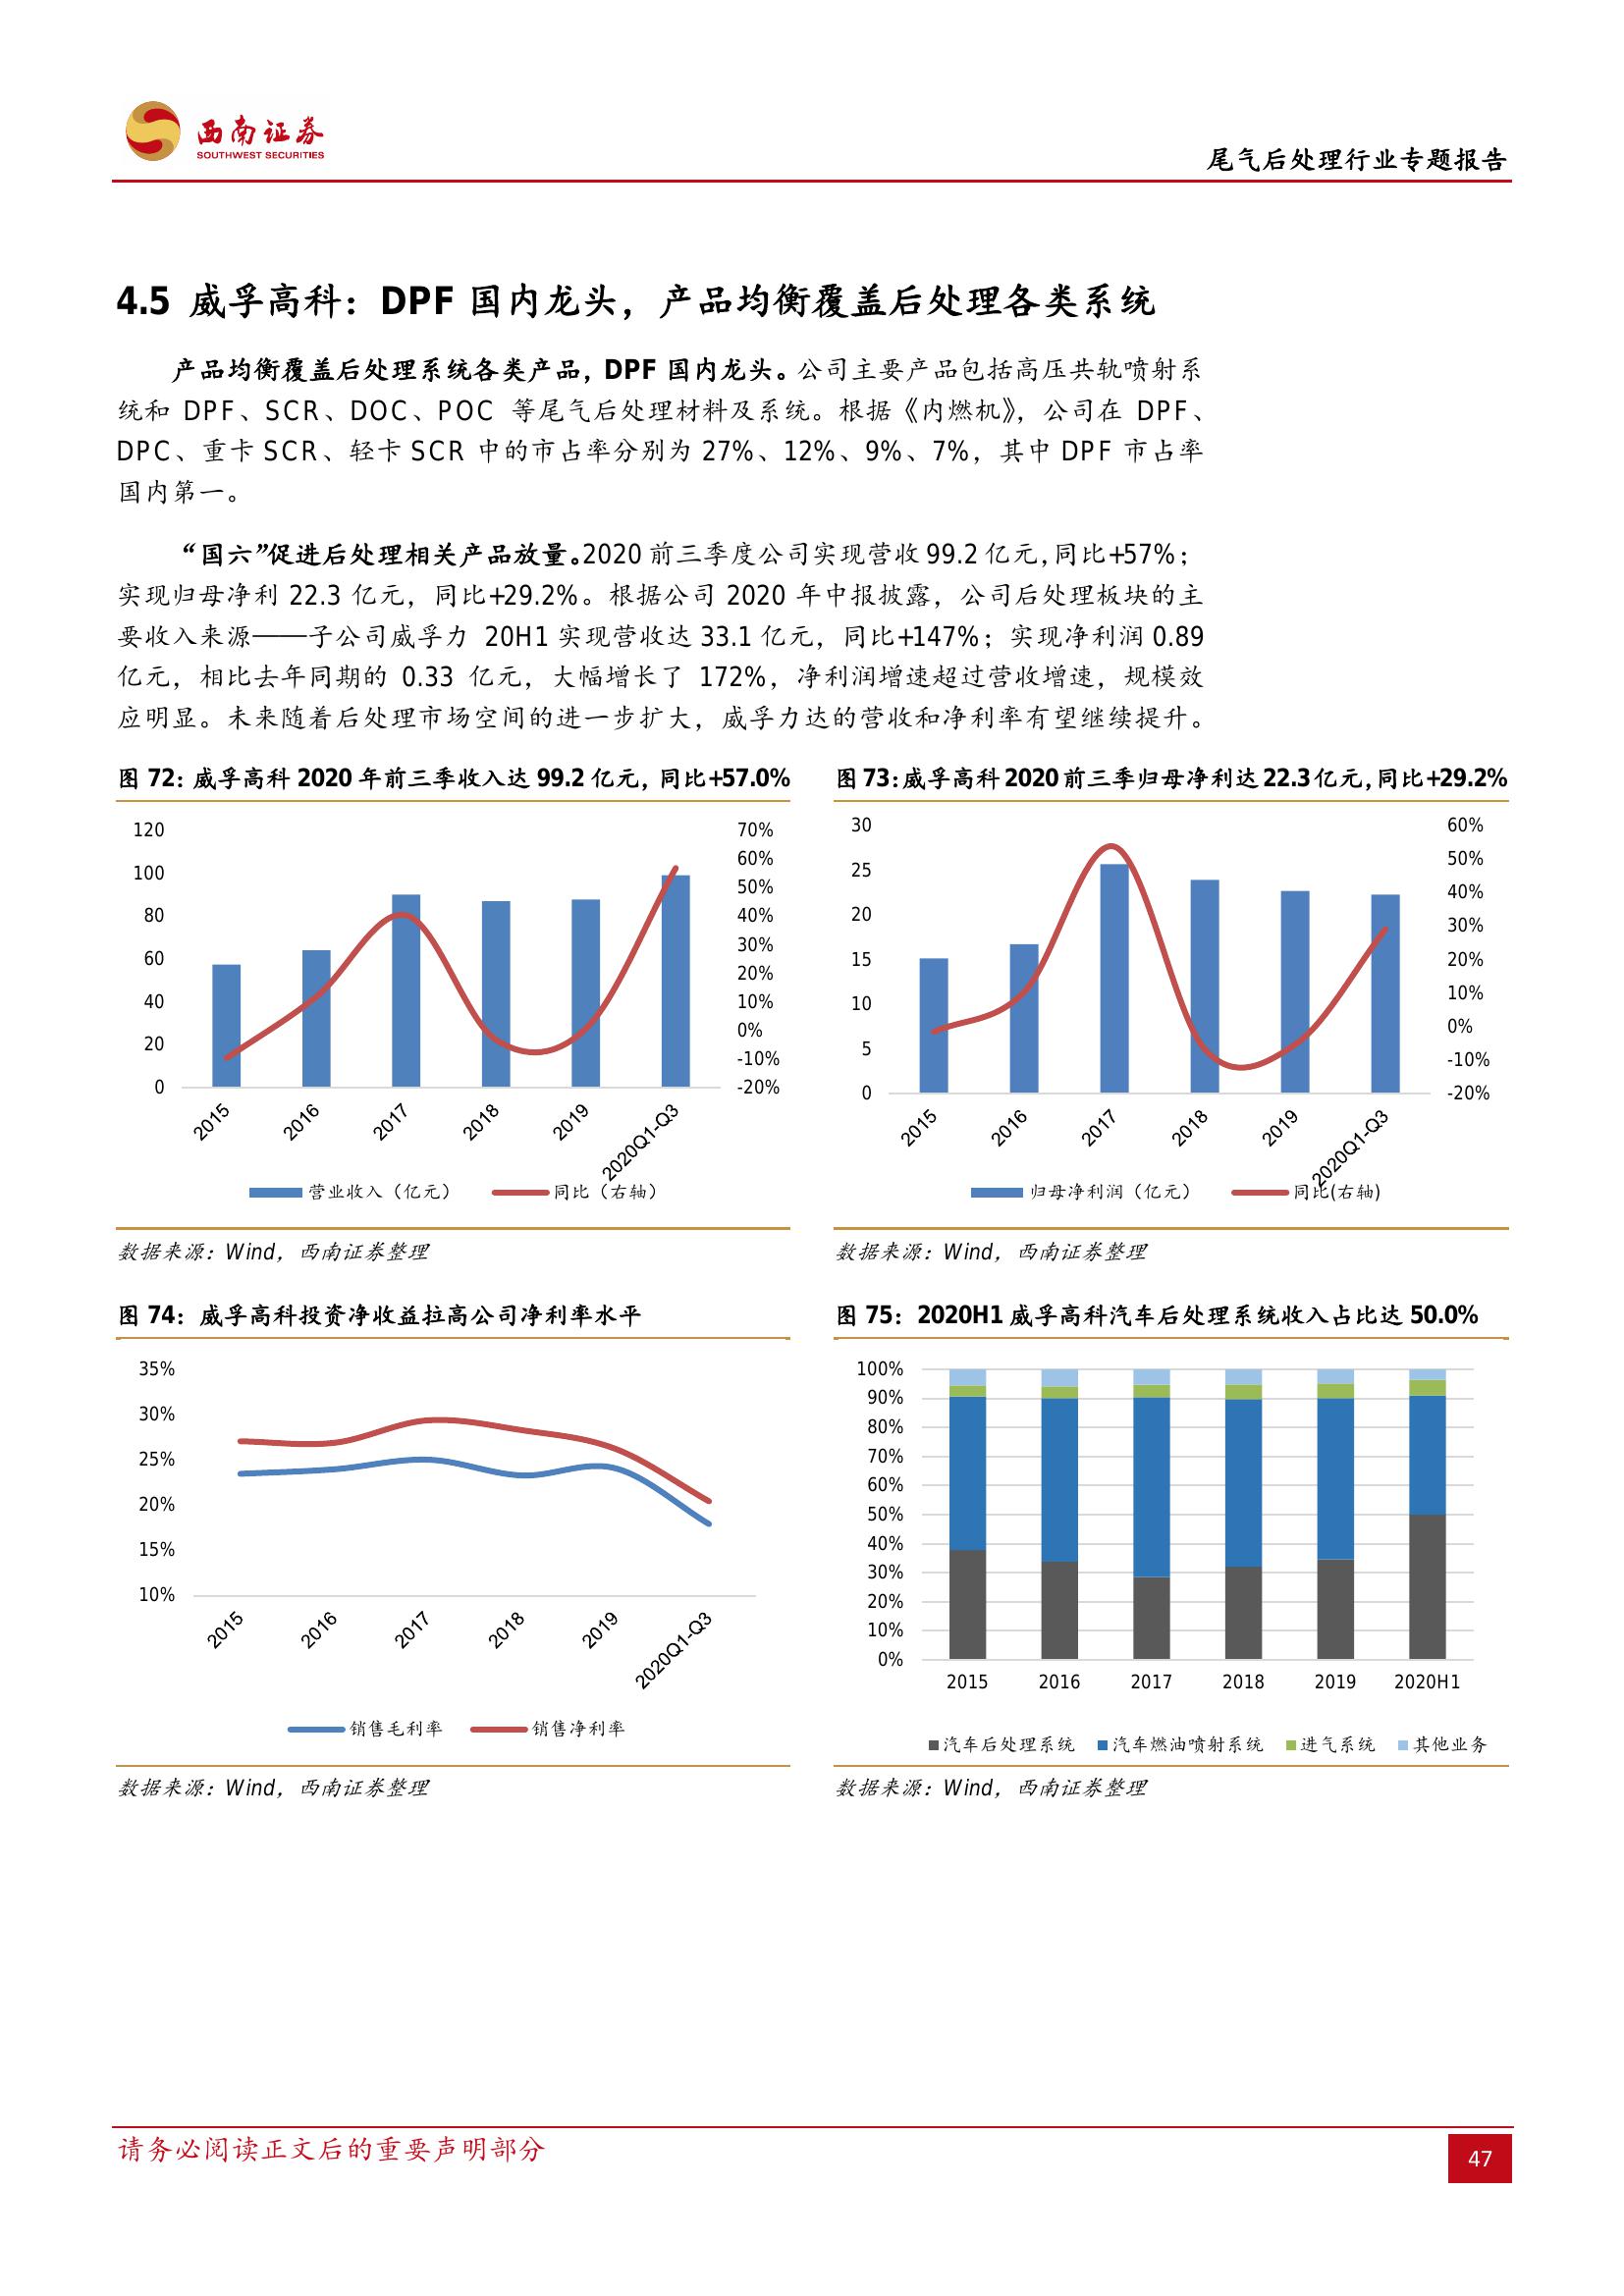 西南证券
SOUTHWEST SECURITIES
尾气后处理行业专题报告
4.5 威孚高科：DPF 国内龙头，产品均衡覆盖后处理各类系统
产品均衡覆盖后处理系统各类产品，DPF 国内龙头。公司主要产品包括高压共轨喷射系
统和 DPF、SCR、DOC、POC 等尾气后处理材料及系统。根据《内燃机》，公司在 DPF、
DPC、重卡 SCR、轻卡 SCR 中的市占率分别为 27%、12%、9%、7%，其中 DPF 市占率
国内第一。
“国六”促进后处理相关产品放量。2020 前三季度公司实现营收 99.2 亿元，同比+57%；
实现归母净利 22.3 亿元，同比+29.2%。根据公司 2020 年中报披露，公司后处理板块的主
要收入来源——子公司威孚力 20H1 实现营收达 33.1 亿元，同比+147%；实现净利润 0.89
亿元，相比去年同期的 0.33 亿元，大幅增长了 172%，净利润增速超过营收增速，规模效
应明显。未来随着后处理市场空间的进一步扩大，威孚力达的营收和净利率有望继续提升。
图 72：威孚高科 2020 年前三季收入达 99.2 亿元，同比+57.0%
120
100
80
60
40
20
0
70%
60%
50%
40%
30%
20%
10%
0%
-10%
-20%
2015
2016
2017
2018
2019
2020Q1-Q3
营业收入（亿元）
同比（右轴）
数据来源：Wind，西南证券整理
图 73：威孚高科 2020 前三季归母净利达 22.3 亿元，同比+29.2%
30
25
20
15
10
5
0
60%
50%
40%
30%
20%
10%
0%
-10%
-20%
2015
2016
2017
2018
2019
2020Q1-Q3
归母净利润（亿元）
同比(右轴)
数据来源：Wind，西南证券整理
图 74：威孚高科投资净收益拉高公司净利率水平
35%
30%
25%
20%
15%
10%
2015
2016
2017
2018
2019
2020Q1-Q3
销售毛利率
销售净利率
数据来源：Wind，西南证券整理
图 75：2020H1 威孚高科汽车后处理系统收入占比达 50.0%
100%
90%
80%
70%
60%
50%
40%
30%
20%
10%
0%
2015
2016
2017
2018
2019
2020H1
汽车后处理系统
汽车燃油喷射系统
进气系统
其他业务
数据来源：Wind，西南证券整理
请务必阅读正文后的重要声明部分
47